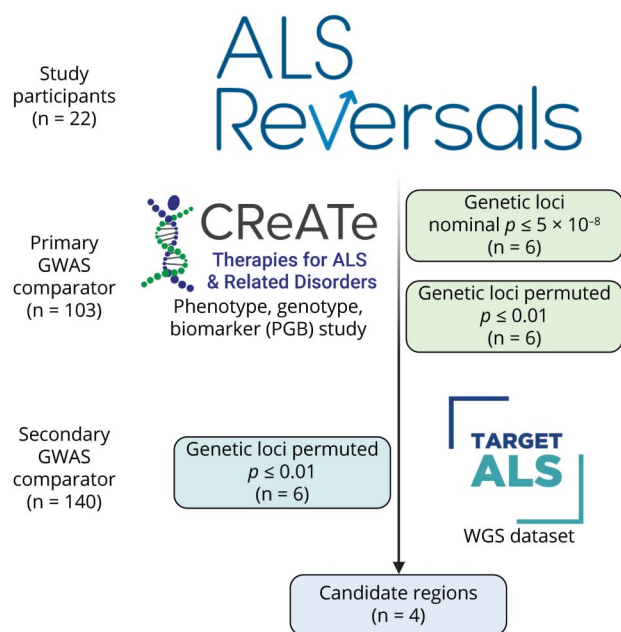 Study
participants
(n = 22)
ALS
Reversals
Primary
GWAS
comparator
(n = 103)
CReATe
Therapies for ALS
& Related Disorders
Phenotype, genotype,
biomarker (PGB) study
Genetic loci
nominal p ≤ 5 × 10⁻⁸
(n = 6)
Genetic loci permuted
p ≤ 0.01
(n = 6)
Secondary
GWAS
comparator
(n = 140)
Genetic loci permuted
p ≤ 0.01
(n = 6)
TARGET
ALS
WGS dataset
Candidate regions
(n = 4)